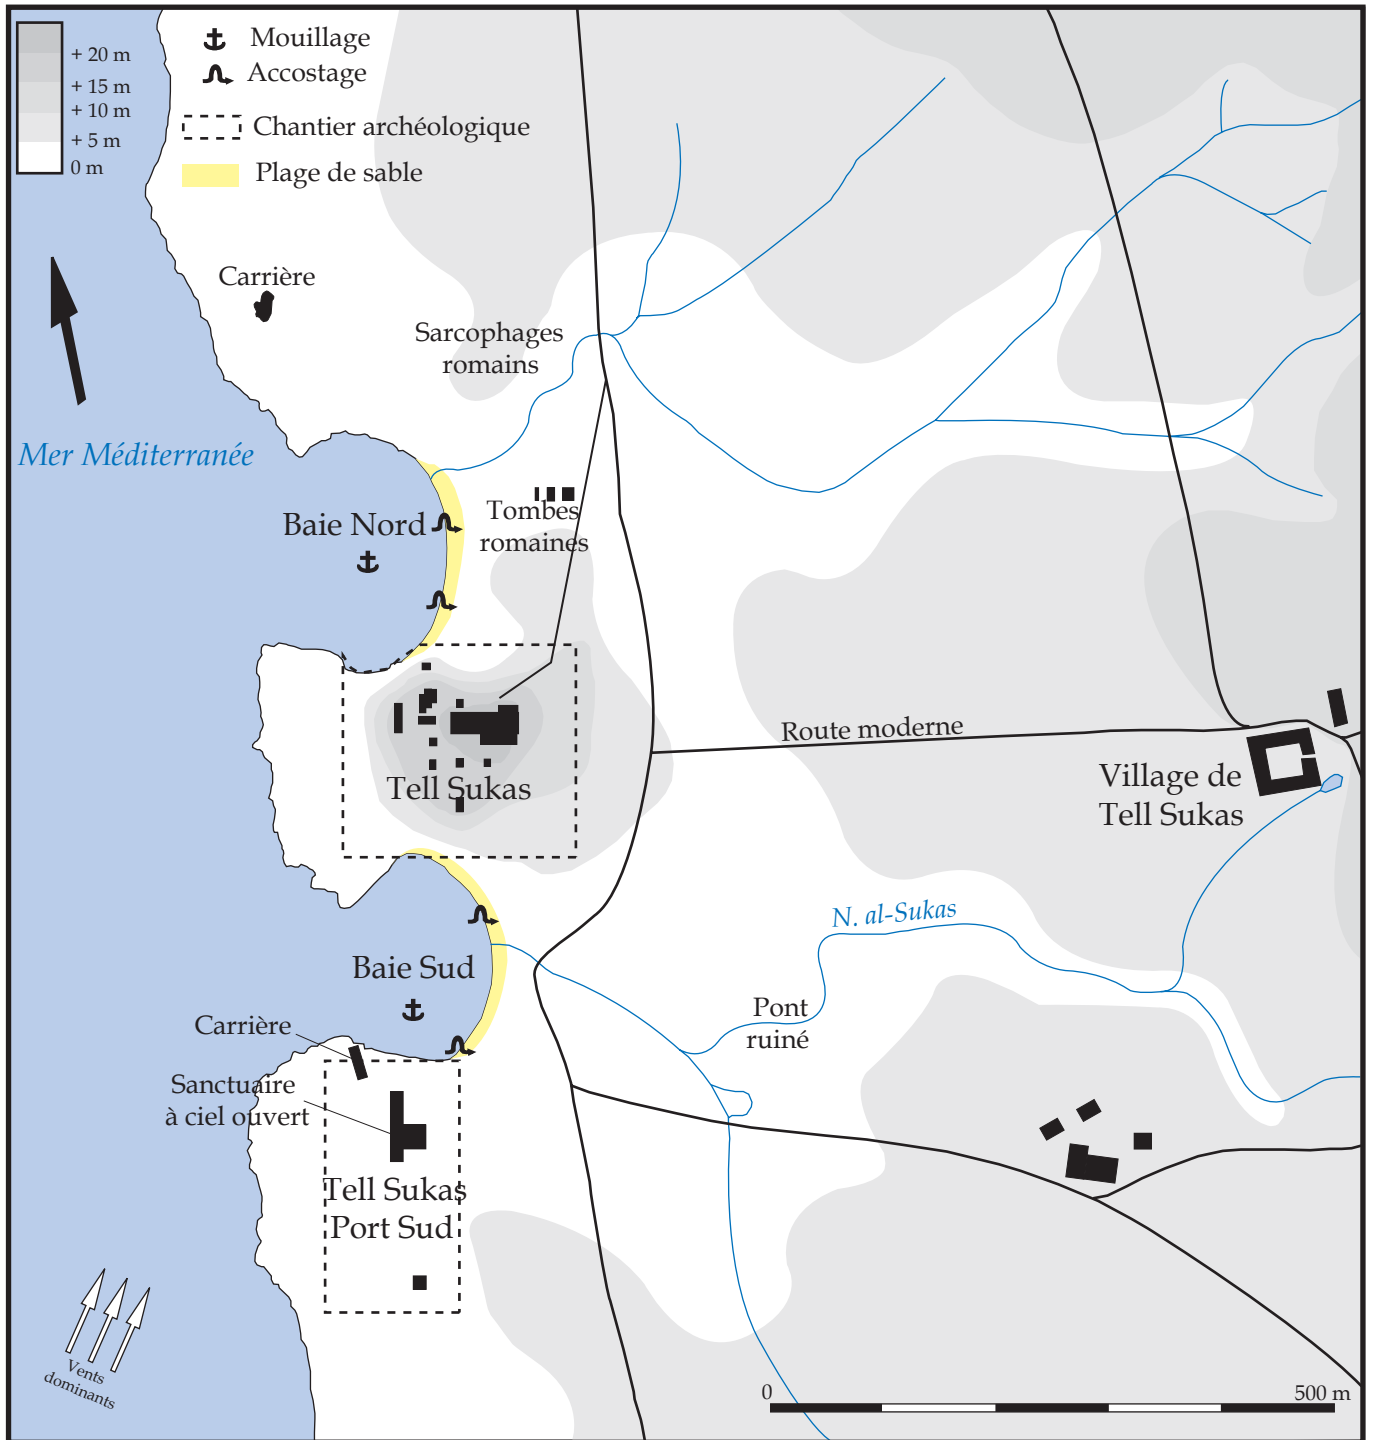 + 20 m
+ 15 m
+ 10 m
+ 5 m
0 m
Mouillage
Accostage
Chantier archéologique
Plage de sable
Carrière
Sarcophages
romains
Mer Méditerranée
Baie Nord
Tombes
romaines
Route moderne
Tell Sukas
Village de
Tell Sukas
N. al-Sukas
Baie Sud
Pont
ruiné
Carrière
Sanctuaire
à ciel ouvert
Tell Sukas
Port Sud
Vents
dominants
0
500 m